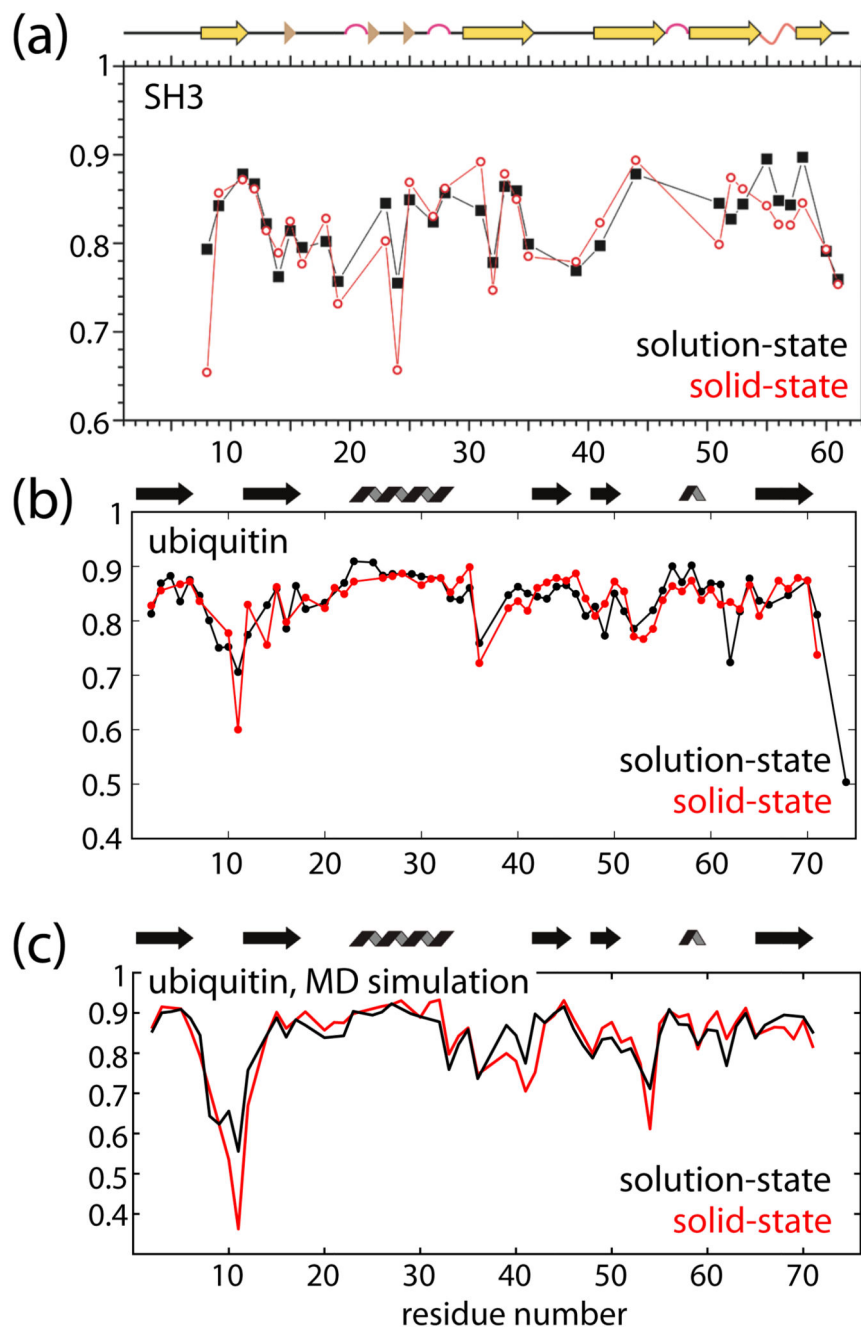 (a)
SH3
1
0.9
0.8
0.7
0.6
solution-state
solid-state
10 20 30 40 50 60
(b)
ubiquitin
1
0.9
0.8
0.7
0.6
0.5
0.4
solution-state
solid-state
10 20 30 40 50 60 70
(c)
ubiquitin, MD simulation
1
0.9
0.8
0.7
0.6
0.5
0.4
solution-state
solid-state
10 20 30 40 50 60 70
residue number